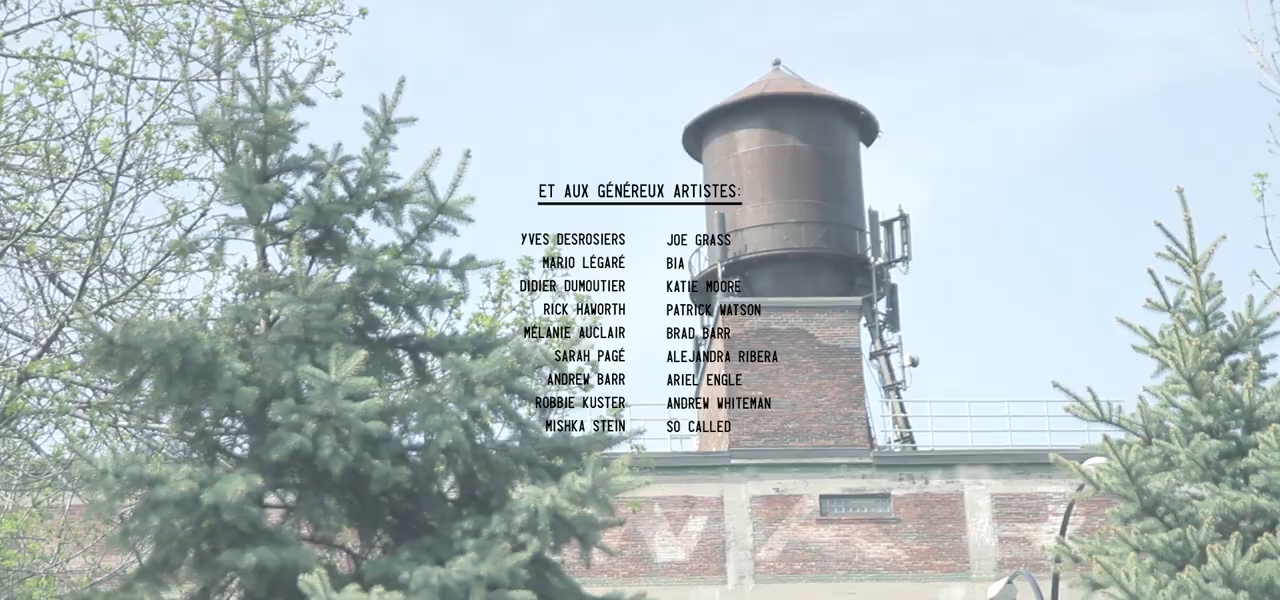 ET AUX GÉNÉREUX ARTISTES:
YVES DESROSIERS JOE GRASS
MARIO LÉGARÉ BIA
DIDIER DUMOUTIER KATIE MOORE
RICK HAWORTH PATRICK WATSON
MÉLANIE AUCLAIR BRAD BARR
SARAH PAGÉ ALEJANDRA RIBERA
ANDREW BARR ARIEL ENGLE
ROBBIE KUSTER ANDREW WHITEMAN
MISHKA STEIN SO CALLED